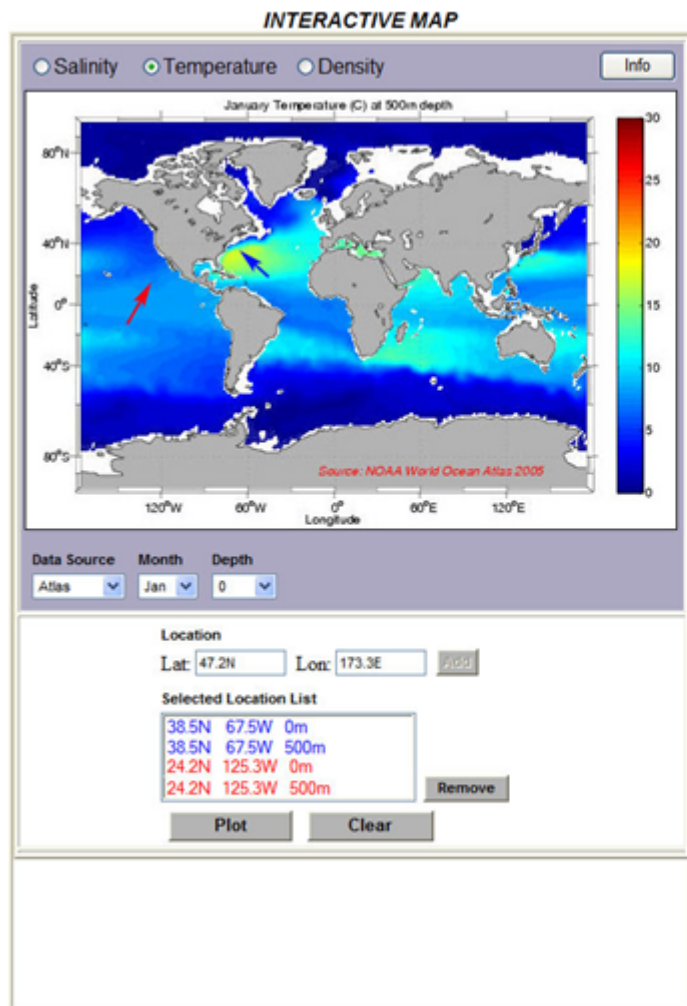 INTERACTIVE MAP
Salinity Temperature Density Info
January Temperature (C) at 500m depth
80°N
40°N
0°
40°S
80°S
Latitude
120°W 60°W 0° 60°E 120°E
Longitude
Source: NOAA World Ocean Atlas 2005
30
25
20
15
10
5
0
Data Source Month Depth
Atlas Jan 0
Location
Lat: 47.2N Lon: 173.3E Add
Selected Location List
38.5N 67.5W 0m
38.5N 67.5W 500m
24.2N 125.3W 0m
24.2N 125.3W 500m
Remove
Plot Clear